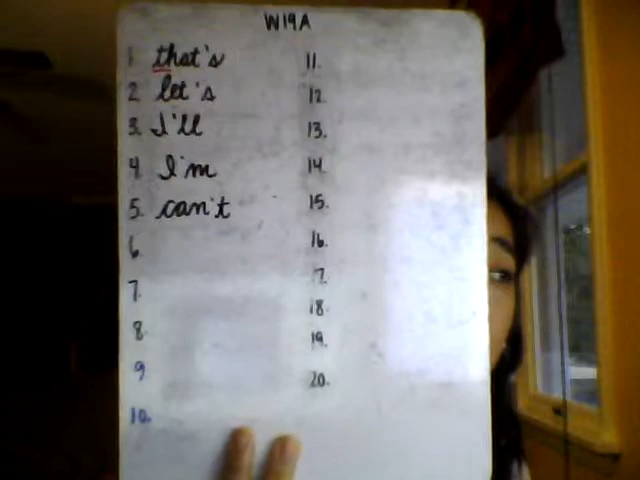 W19A
1. that's
2. let's
3. I'll
4. I'm
5. can't
6.
7.
8.
9
10.
11.
12.
13.
14.
15.
16.
17.
18.
19.
20.